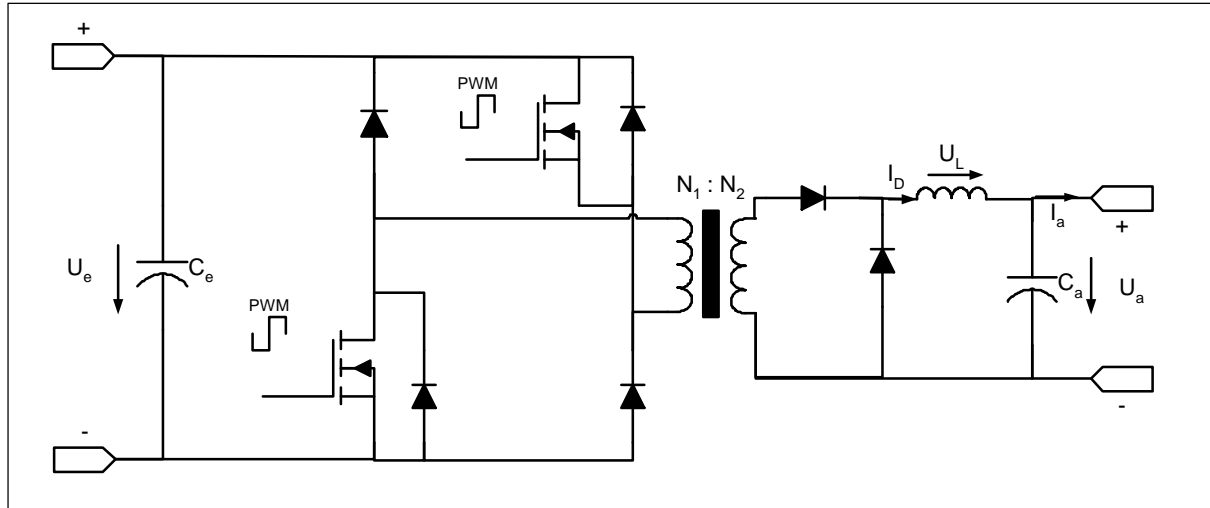 +
PWM
U_L
I_D
N_1 : N_2
I_a
+
U_e
C_e
C_a
U_a
PWM
-
-